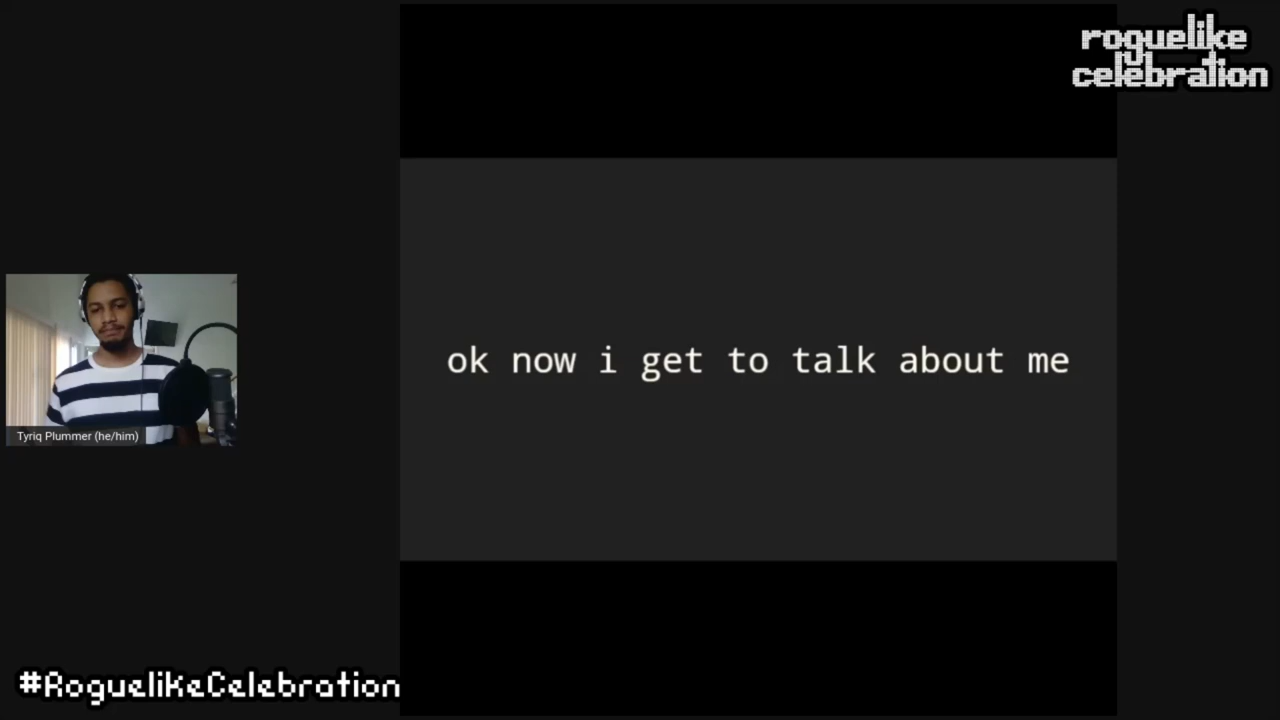 roguelike
celebration
ok now i get to talk about me
Tyriq Plummer (he/him)
#RoguelikeCelebration